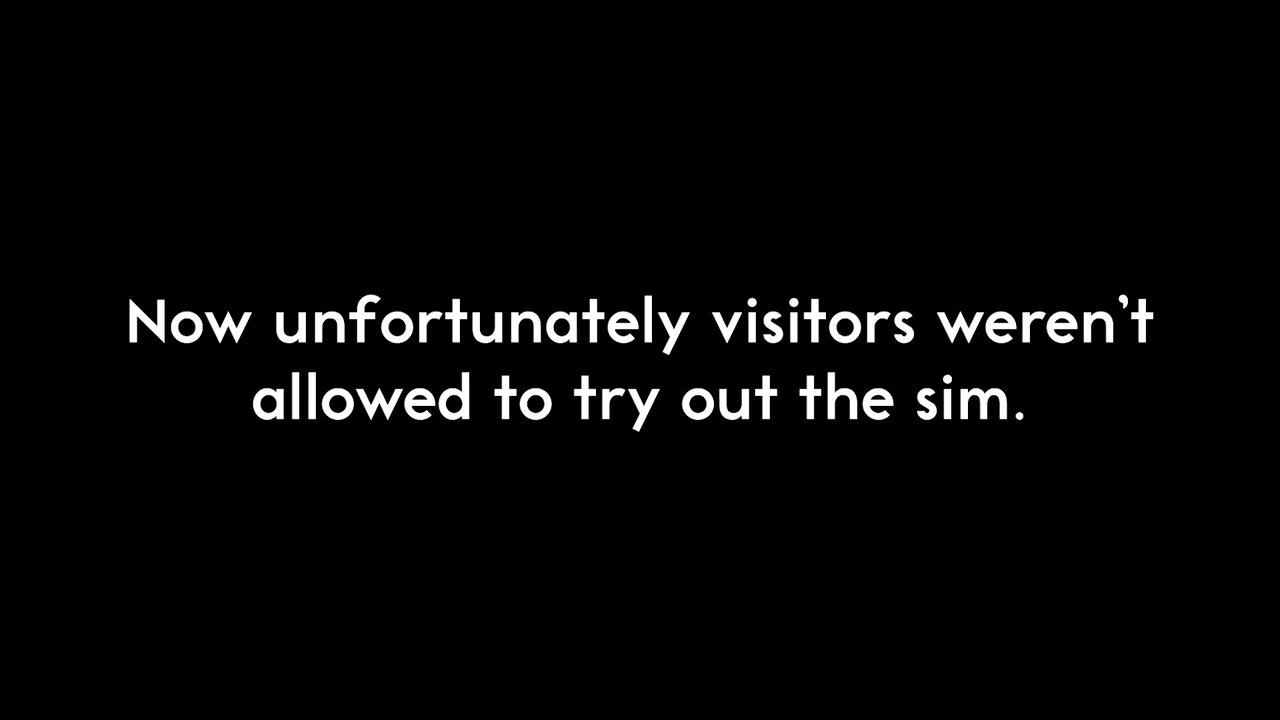 Now unfortunately visitors weren’t
allowed to try out the sim.